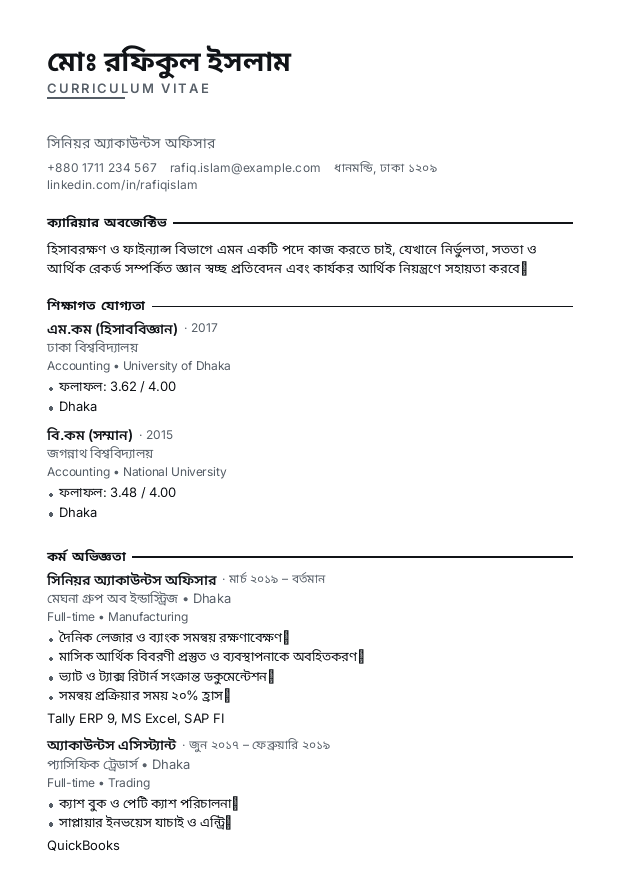 মোঃ রফিকুল ইসলাম
CURRICULUM VITAE
সিনিয়র অ্যাকাউন্টস অফিসার
+880 1711 234 567 rafiq.islam@example.com ধানমন্ডি, ঢাকা ১২০৯
linkedin.com/in/rafiqislam
ক্যারিয়ার অবজেক্টিভ
হিসাবরক্ষণ ও ফাইন্যান্স বিভাগে এমন একটি পদে কাজ করতে চাই, যেখানে নির্ভুলতা, সততা ও
আর্থিক রেকর্ড সম্পর্কিত জ্ঞান স্বচ্ছ প্রতিবেদন এবং কার্যকর আর্থিক নিয়ন্ত্রণে সহায়তা করবে
শিক্ষাগত যোগ্যতা
এম.কম (হিসাববিজ্ঞান) · 2017
ঢাকা বিশ্ববিদ্যালয়
Accounting • University of Dhaka
• ফলাফল: 3.62 / 4.00
• Dhaka
বি.কম (সম্মান) · 2015
জগন্নাথ বিশ্ববিদ্যালয়
Accounting • National University
• ফলাফল: 3.48 / 4.00
• Dhaka
কর্ম অভিজ্ঞতা
সিনিয়র অ্যাকাউন্টস অফিসার · মার্চ ২০১৯ – বর্তমান
মেঘনা গ্রুপ অব ইন্ডাস্ট্রিজ • Dhaka
Full-time • Manufacturing
• দৈনিক লেজার ও ব্যাংক সমন্বয় রক্ষণাবেক্ষণ
• মাসিক আর্থিক বিবরণী প্রস্তুত ও ব্যবস্থাপনাকে অবহিতকরণ
• ভ্যাট ও ট্যাক্স রিটার্ন সংক্রান্ত ডকুমেন্টেশন
• সমন্বয় প্রক্রিয়ার সময় ২০% হ্রাস
Tally ERP 9, MS Excel, SAP FI
অ্যাকাউন্টস এসিস্ট্যান্ট · জুন ২০১৭ – ফেব্রুয়ারি ২০১৯
প্যাসিফিক ট্রেডার্স • Dhaka
Full-time • Trading
• ক্যাশ বুক ও পেটি ক্যাশ পরিচালনা
• সাপ্লায়ার ইনভয়েস যাচাই ও এন্ট্রি
QuickBooks